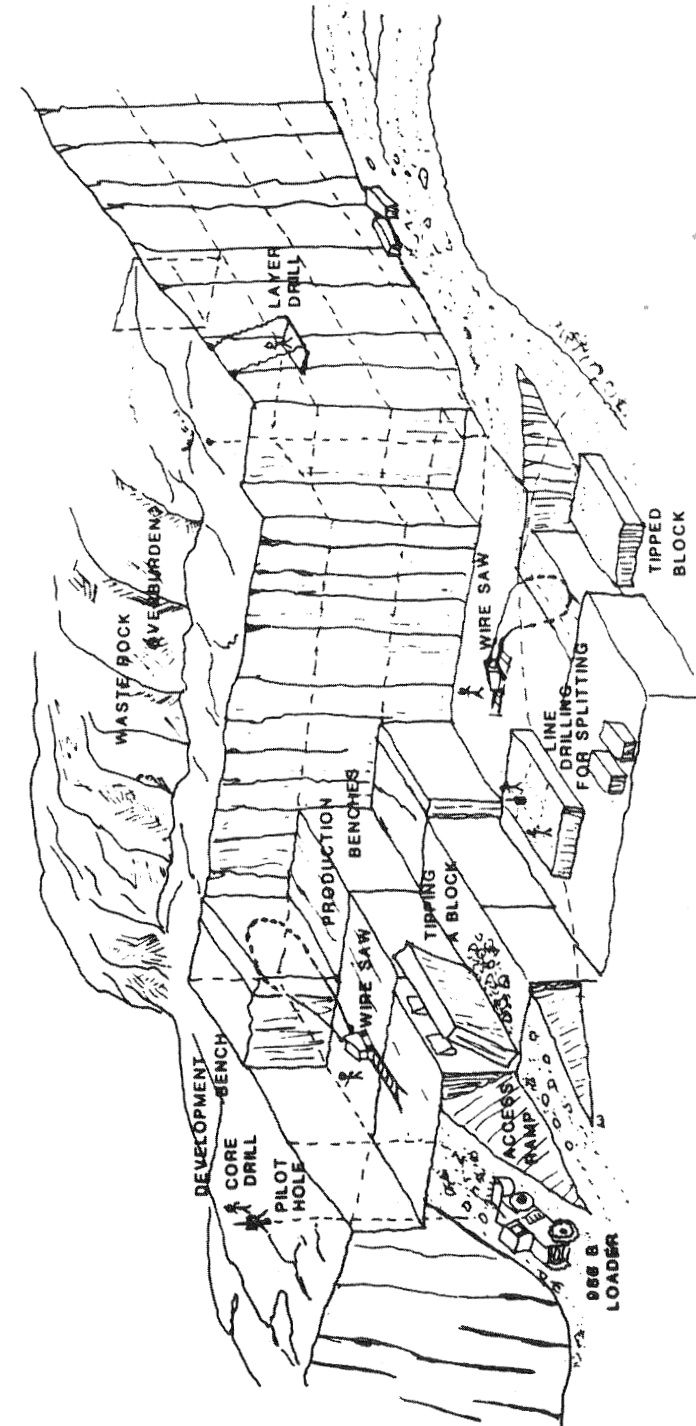 WASTE ROCK
OVERBURDEN
DEVELOPMENT
BENCH
CORE
DRILL
PILOT
HOLE
LAYER
DRILL
PRODUCTION
BENCHES
WIRE SAW
TIPPING
A BLOCK
WIRE SAW
ACCESS
RAMP
LINE
DRILLING
FOR SPLITTING
B
LOADER
TIPPED
BLOCK